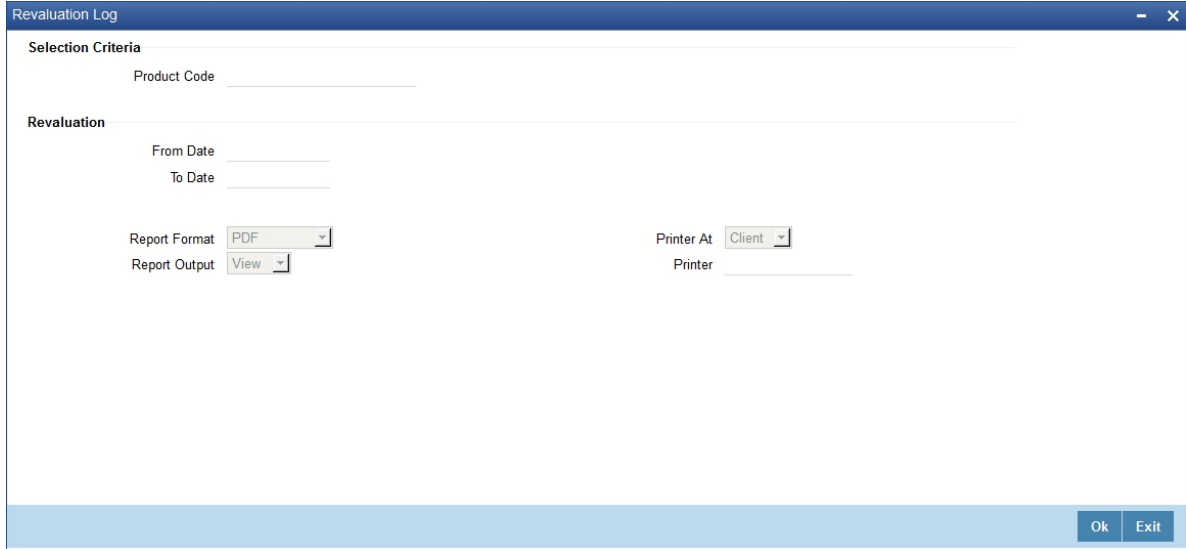 Revaluation Log
Selection Criteria
Product Code
Revaluation
From Date
To Date
Report Format PDF Printer At Client
Report Output View Printer
Ok Exit